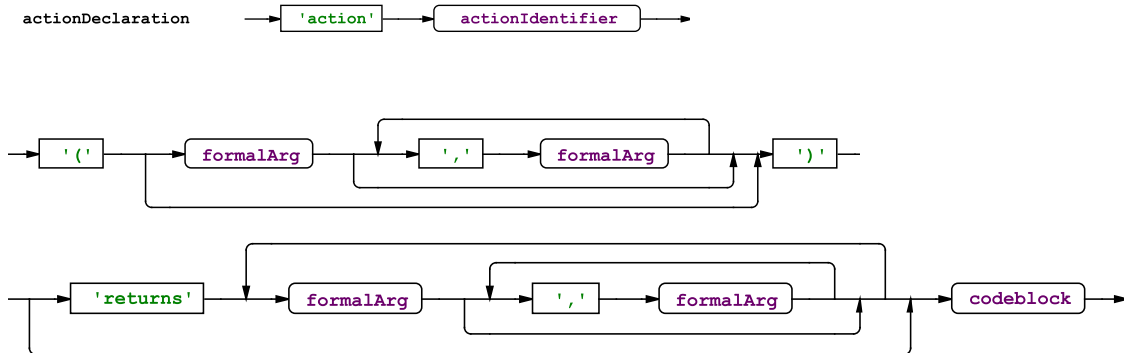 actionDeclaration 'action' actionIdentifier
'(' formalArg ',' formalArg ')'
'returns' formalArg ',' formalArg codeblock